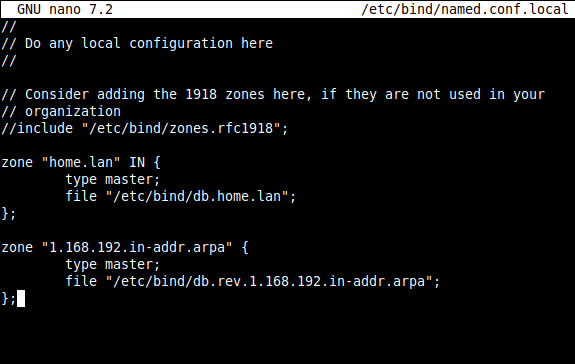 GNU nano 7.2 /etc/bind/named.conf.local
//
// Do any local configuration here
//
// Consider adding the 1918 zones here, if they are not used in your
// organization
//include "/etc/bind/zones.rfc1918";
zone "home.lan" IN {
type master;
file "/etc/bind/db.home.lan";
};
zone "1.168.192.in-addr.arpa" {
type master;
file "/etc/bind/db.rev.1.168.192.in-addr.arpa";
};